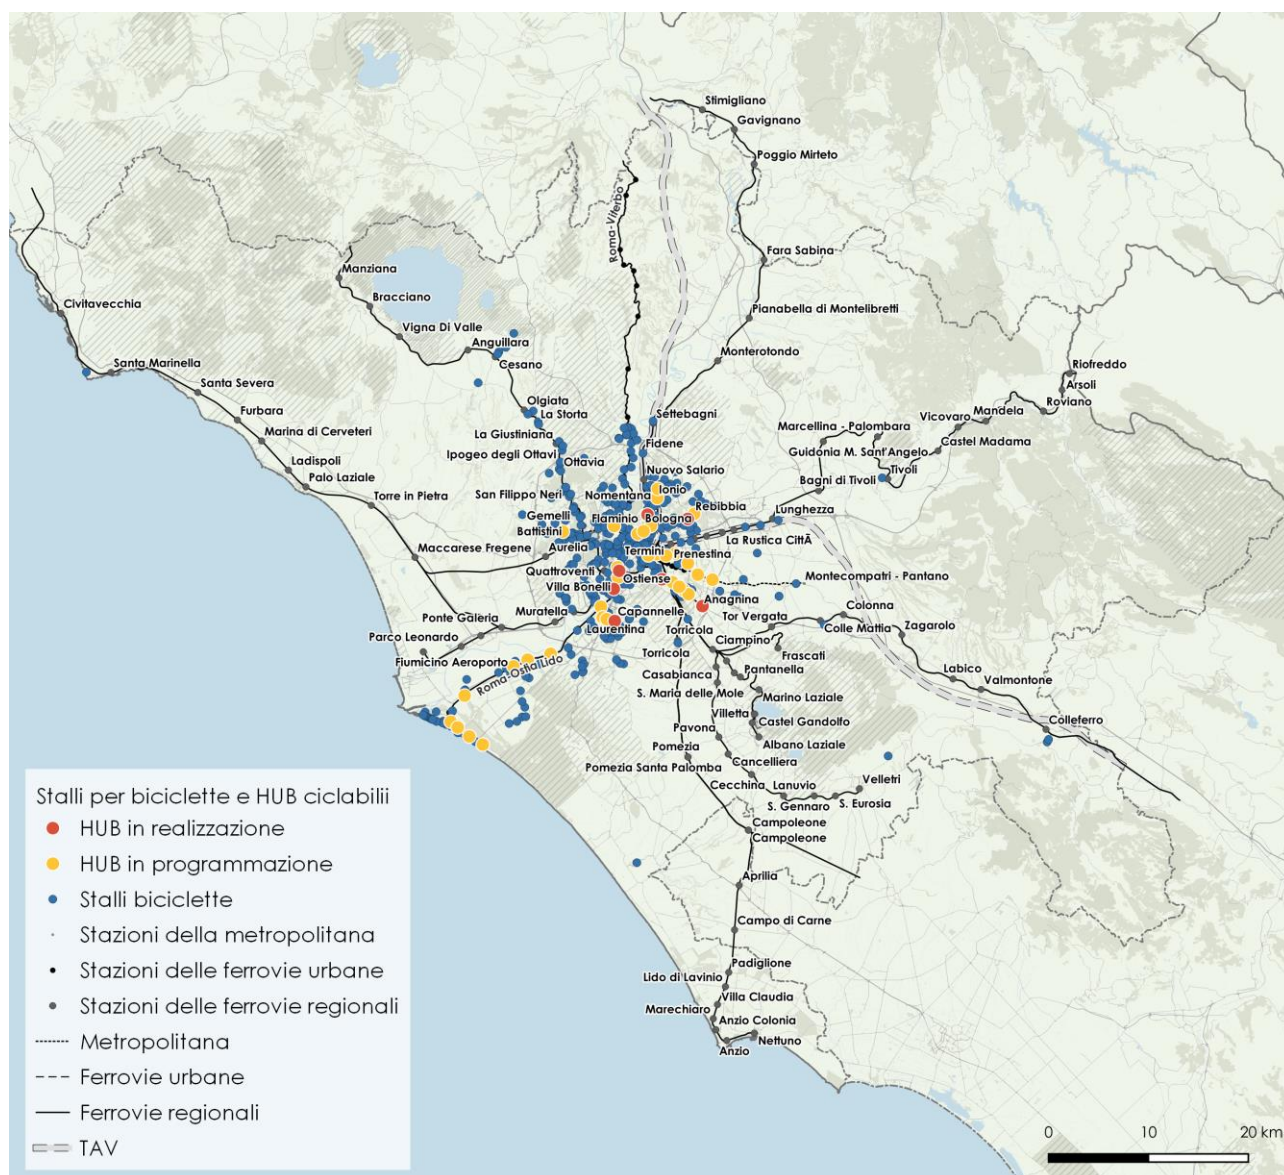 Stimigliano
Gavignano
Poggio Mirteto
Roma-Viterbo
Fara Sabina
Manziana
Bracciano
Civitavecchia
Pianabella di Montelibretti
Vigna Di Valle
Anguillara
Cesano
Monterotondo
Santa Marinella
Riofreddo
Arsoli
Santa Severa
Roviano
Olgiata
La Storta
Settebagni
Vicovaro
Mandela
Furbara
Marcellina - Palombara
La Giustiniana
Marina di Cerveteri
Fidene
Castel Madama
Ipogeo degli Ottavi
Guidonia M. Sant'Angelo
Ottavia
Ladispoli
Nuovo Salario
Tivoli
Palo Laziale
Bagni di Tivoli
San Filippo Neri
Nomentana
Ionio
Torre in Pietra
Rebibbia
Gemelli
Flaminio
Bologna
Lunghezza
Battistini
La Rustica CittÃ
Maccarese Fregene
Aurelia
Termini
Prenestina
Quattroventi
Ostiense
Montecompatri - Pantano
Villa Bonelli
Anagnina
Muratella
Capannelle
Colonna
Ponte Galeria
Tor Vergata
Laurentina
Torricola
Colle Mattia
Zagarolo
Parco Leonardo
Ciampino
Torricola
Frascati
Fiumicino Aeroporto
Roma-Ostia Lido
Casabianca
Pantanella
Labico
Valmontone
S. Maria delle Mole
Marino Laziale
Villetta
Castel Gandolfo
Colleferro
Pavona
Pomezia
Albano Laziale
Pomezia Santa Palomba
Cancelliera
Cecchina
Lanuvio
Velletri
S. Gennaro
S. Eurosia
Campoleone
Campoleone
Aprilia
Campo di Carne
Padiglione
Lido di Lavinio
Villa Claudia
Marechiaro
Anzio Colonia
Nettuno
Anzio
Stalli per biciclette e HUB ciclabilii
HUB in realizzazione
HUB in programmazione
Stalli biciclette
Stazioni della metropolitana
Stazioni delle ferrovie urbane
Stazioni delle ferrovie regionali
Metropolitana
Ferrovie urbane
Ferrovie regionali
TAV
0 10 20 km